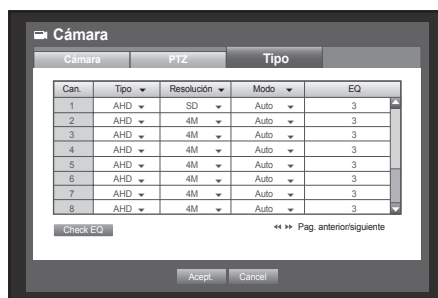 Cámara
Cámara PTZ Tipo
Can. Tipo Resolución Modo EQ
1 AHD SD Auto 3
2 AHD 4M Auto 3
3 AHD 4M Auto 3
4 AHD 4M Auto 3
5 AHD 4M Auto 3
6 AHD 4M Auto 3
7 AHD 4M Auto 3
8 AHD 4M Auto 3
Check EQ Pag. anterior/siguiente
Acept. Cancel